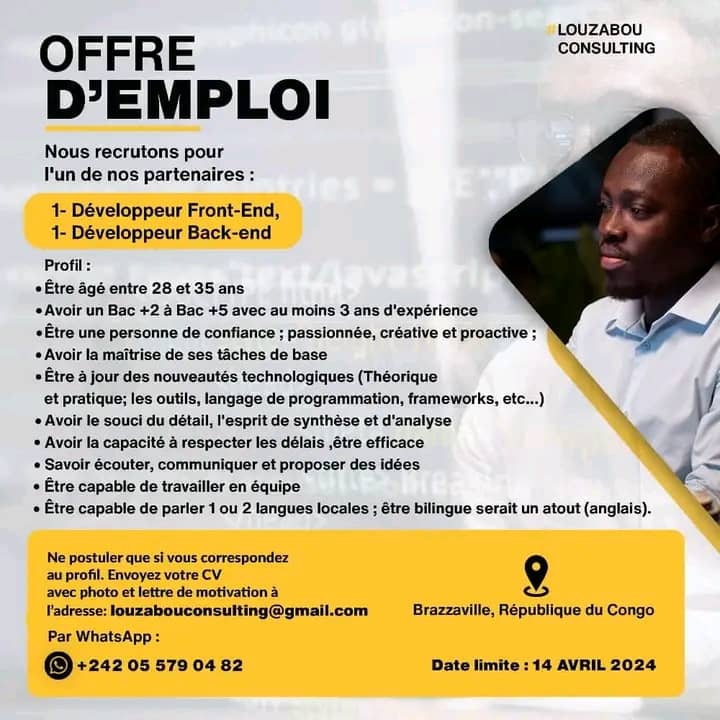 OFFRE
D'EMPLOI
#LOUZABOU
CONSULTING
Nous recrutons pour
l'un de nos partenaires :
1- Développeur Front-End,
1- Développeur Back-end
Profil :
• Être âgé entre 28 et 35 ans
• Avoir un Bac +2 à Bac +5 avec au moins 3 ans d'expérience
• Être une personne de confiance ; passionnée, créative et proactive ;
• Avoir la maîtrise de ses tâches de base
• Être à jour des nouveautés technologiques (Théorique
et pratique; les outils, langage de programmation, frameworks, etc...)
• Avoir le souci du détail, l'esprit de synthèse et d'analyse
• Avoir la capacité à respecter les délais ,être efficace
• Savoir écouter, communiquer et proposer des idées
• Être capable de travailler en équipe
• Être capable de parler 1 ou 2 langues locales ; être bilingue serait un atout (anglais).
Ne postuler que si vous correspondez
au profil. Envoyez votre CV
avec photo et lettre de motivation à
l'adresse: louzabouconsulting@gmail.com
Par WhatsApp :
+242 05 579 04 82
Brazzaville, République du Congo
Date limite : 14 AVRIL 2024